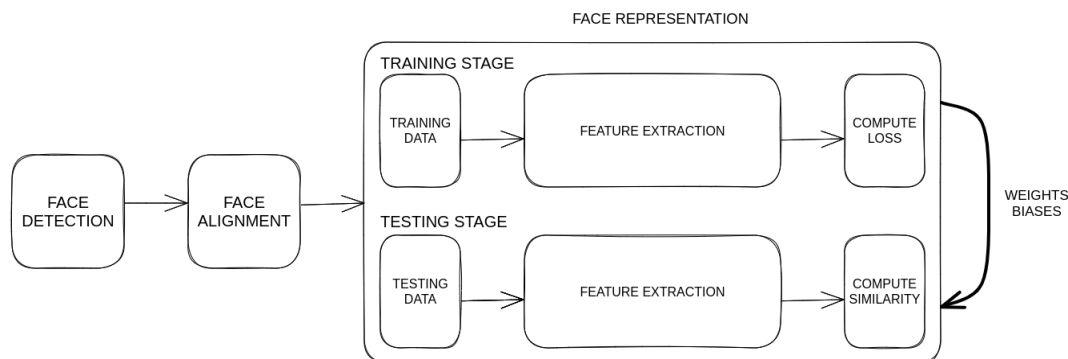 FACE REPRESENTATION
TRAINING STAGE
TRAINING
DATA
FEATURE EXTRACTION
COMPUTE
LOSS
FACE
DETECTION
FACE
ALIGNMENT
WEIGHTS
BIASES
TESTING STAGE
TESTING
DATA
FEATURE EXTRACTION
COMPUTE
SIMILARITY